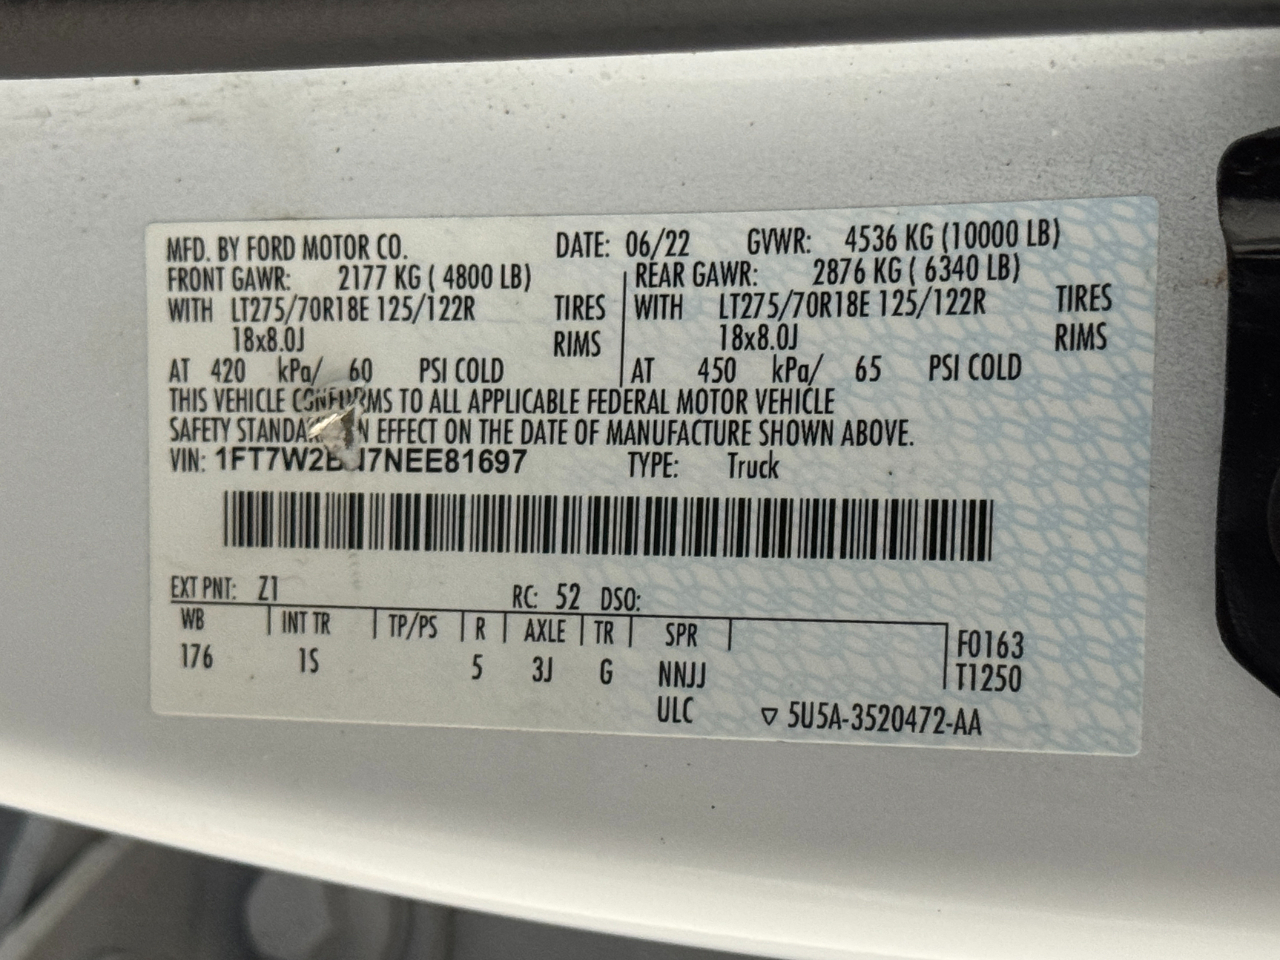 MFD. BY FORD MOTOR CO. DATE: 06/22 GVWR: 4536 KG (10000 LB)
FRONT GAWR: 2177 KG ( 4800 LB) REAR GAWR: 2876 KG ( 6340 LB)
WITH LT275/70R18E 125/122R TIRES WITH LT275/70R18E 125/122R TIRES
18x8.0J RIMS 18x8.0J RIMS
AT 420 kPa/ 60 PSI COLD AT 450 kPa/ 65 PSI COLD
THIS VEHICLE CONFORMS TO ALL APPLICABLE FEDERAL MOTOR VEHICLE
SAFETY IN EFFECT ON THE DATE OF MANUFACTURE SHOWN ABOVE.
VIN: TYPE: Truck
EXT PNT: Z1 RC: 52 DSO:
WB INT TR TP/PS R AXLE TR SPR F0163
176 1S 5 3J G NNJJ T1250
ULC ▽ 5U5A-3520472-AA